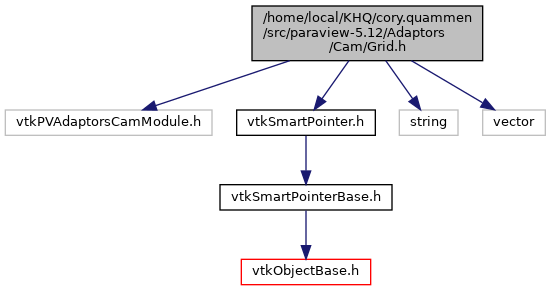 /home/local/KHQ/cory.quammen
/src/paraview-5.12/Adaptors
/Cam/Grid.h
vtkPVAdaptorsCamModule.h
vtkSmartPointer.h
string
vector
vtkSmartPointerBase.h
vtkObjectBase.h